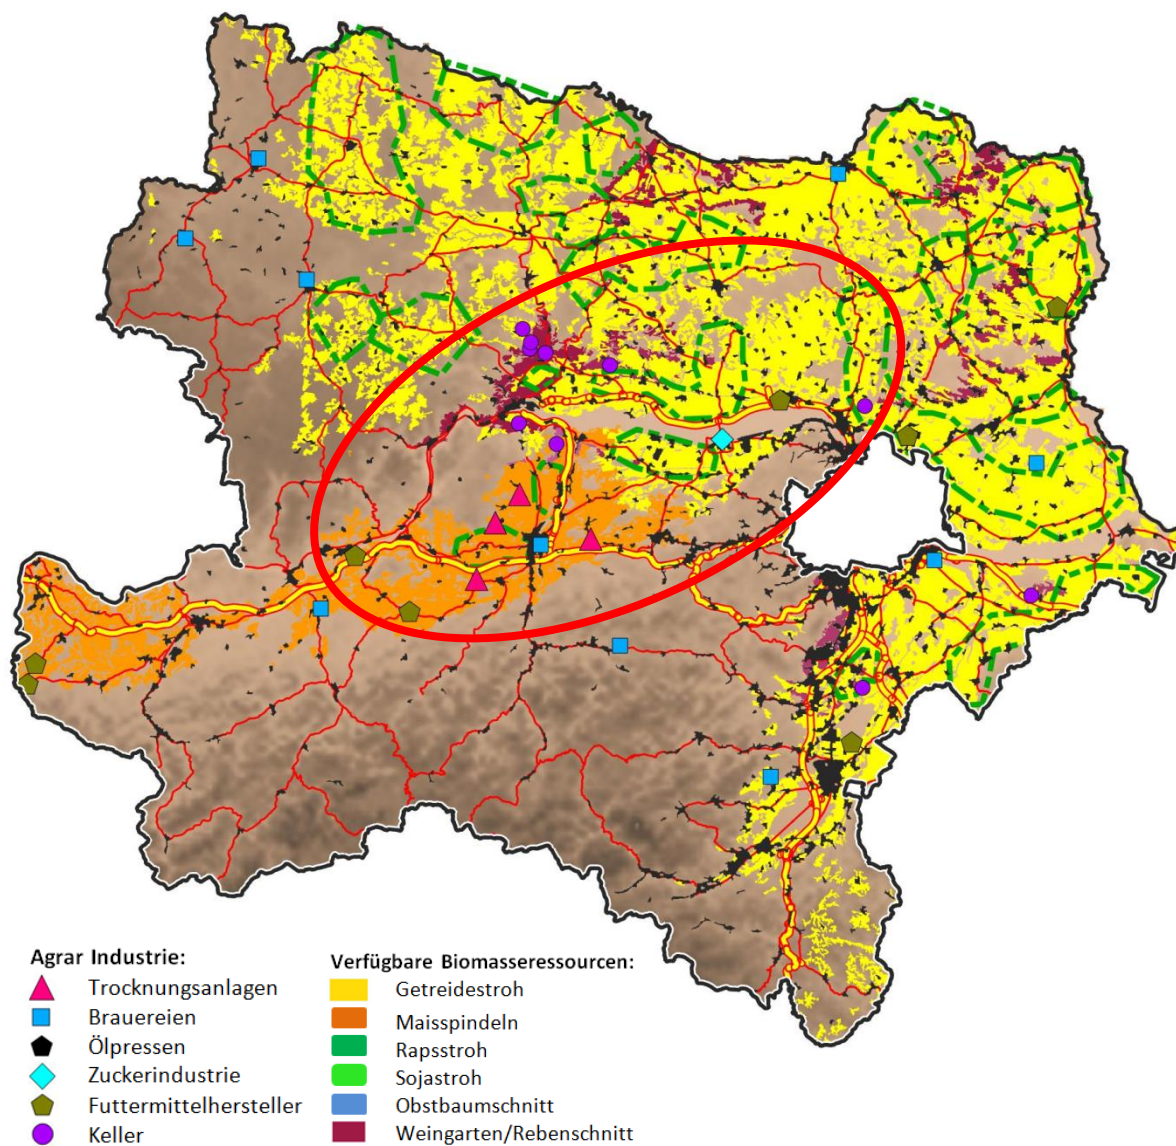 Agrar Industrie:
Trocknungsanlagen
Brauereien
Ölpressen
Zuckerindustrie
Futtermittelhersteller
Keller
Verfügbare Biomasseressourcen:
Getreidestroh
Maisspindeln
Rapsstroh
Sojastroh
Obstbaumschnitt
Weingarten/Rebenschnitt